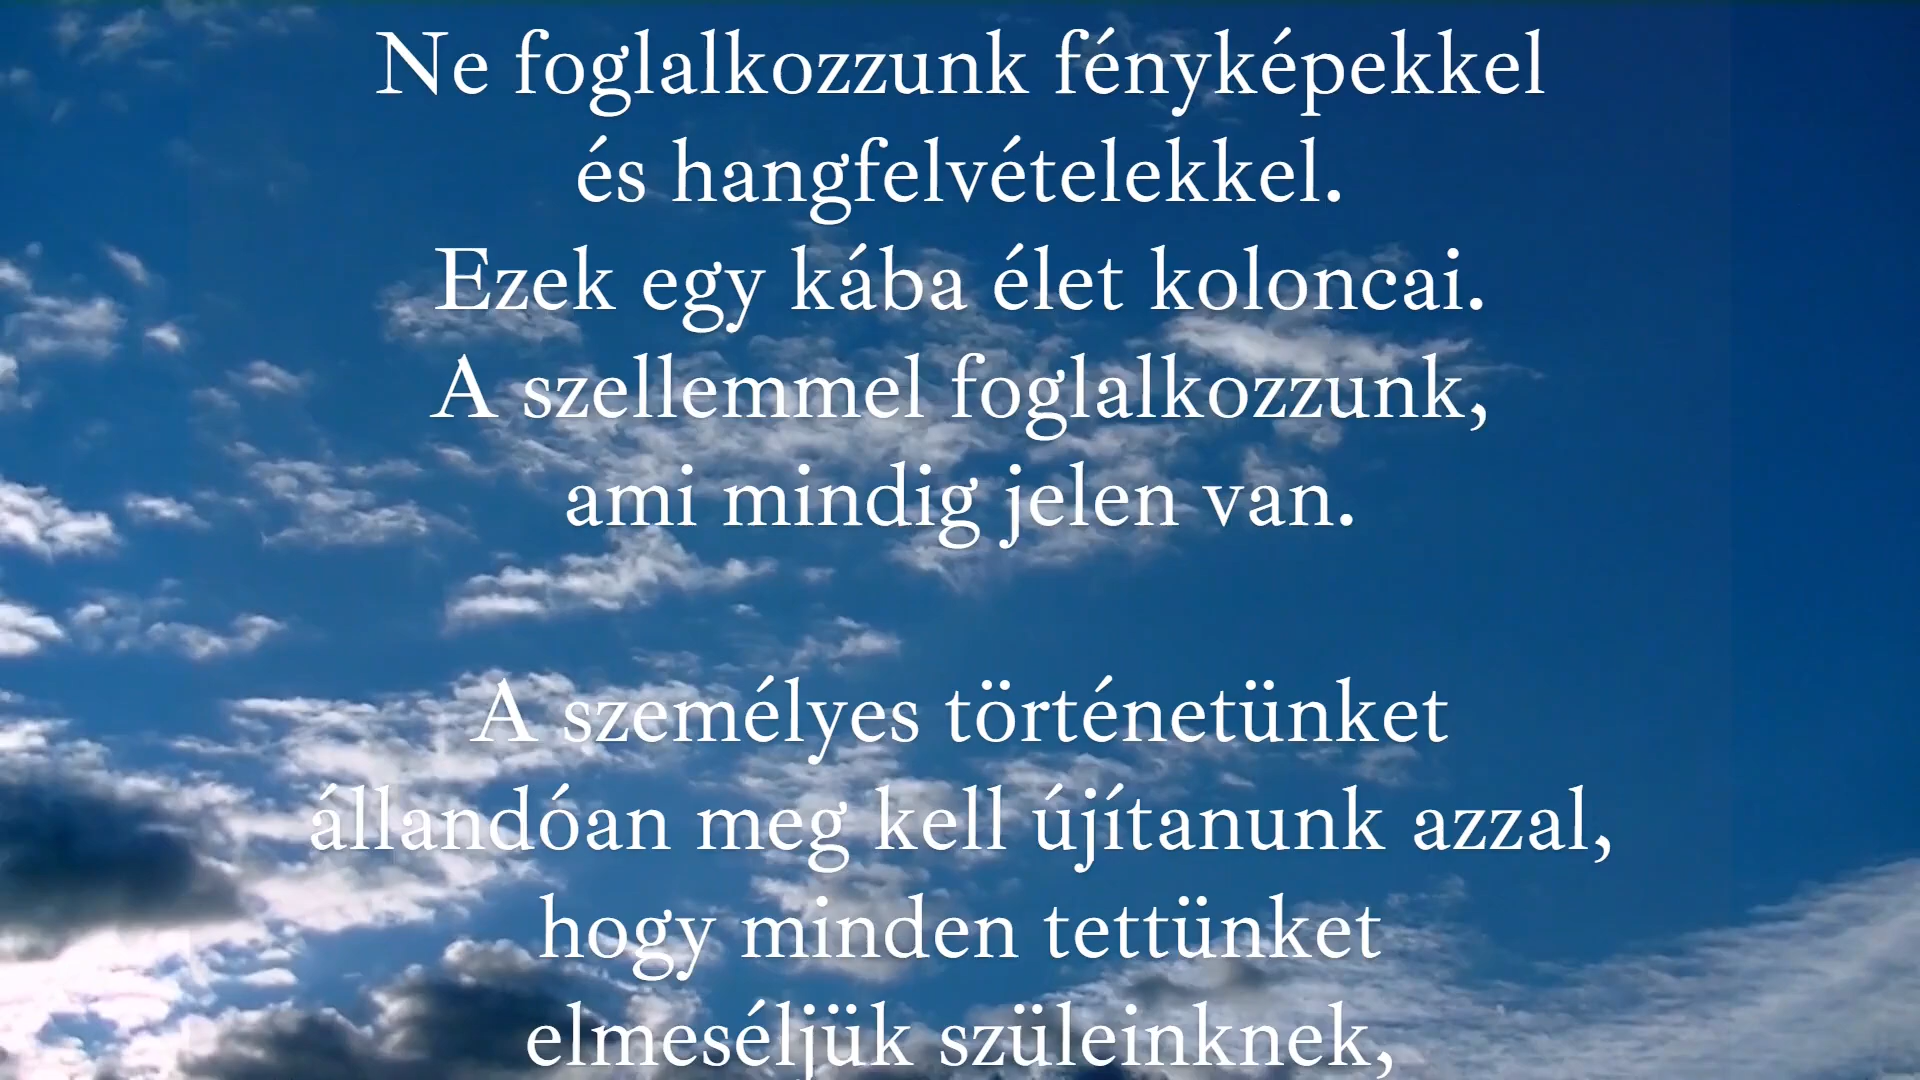 Ne foglalkozzunk fényképekkel
és hangfelvételekkel.
Ezek egy kába élet koloncai.
A szellemmel foglalkozzunk,
ami mindig jelen van.
A személyes történetünket
állandóan meg kell újítanunk azzal,
hogy minden tettünket
elmeséljük szüleinknek,